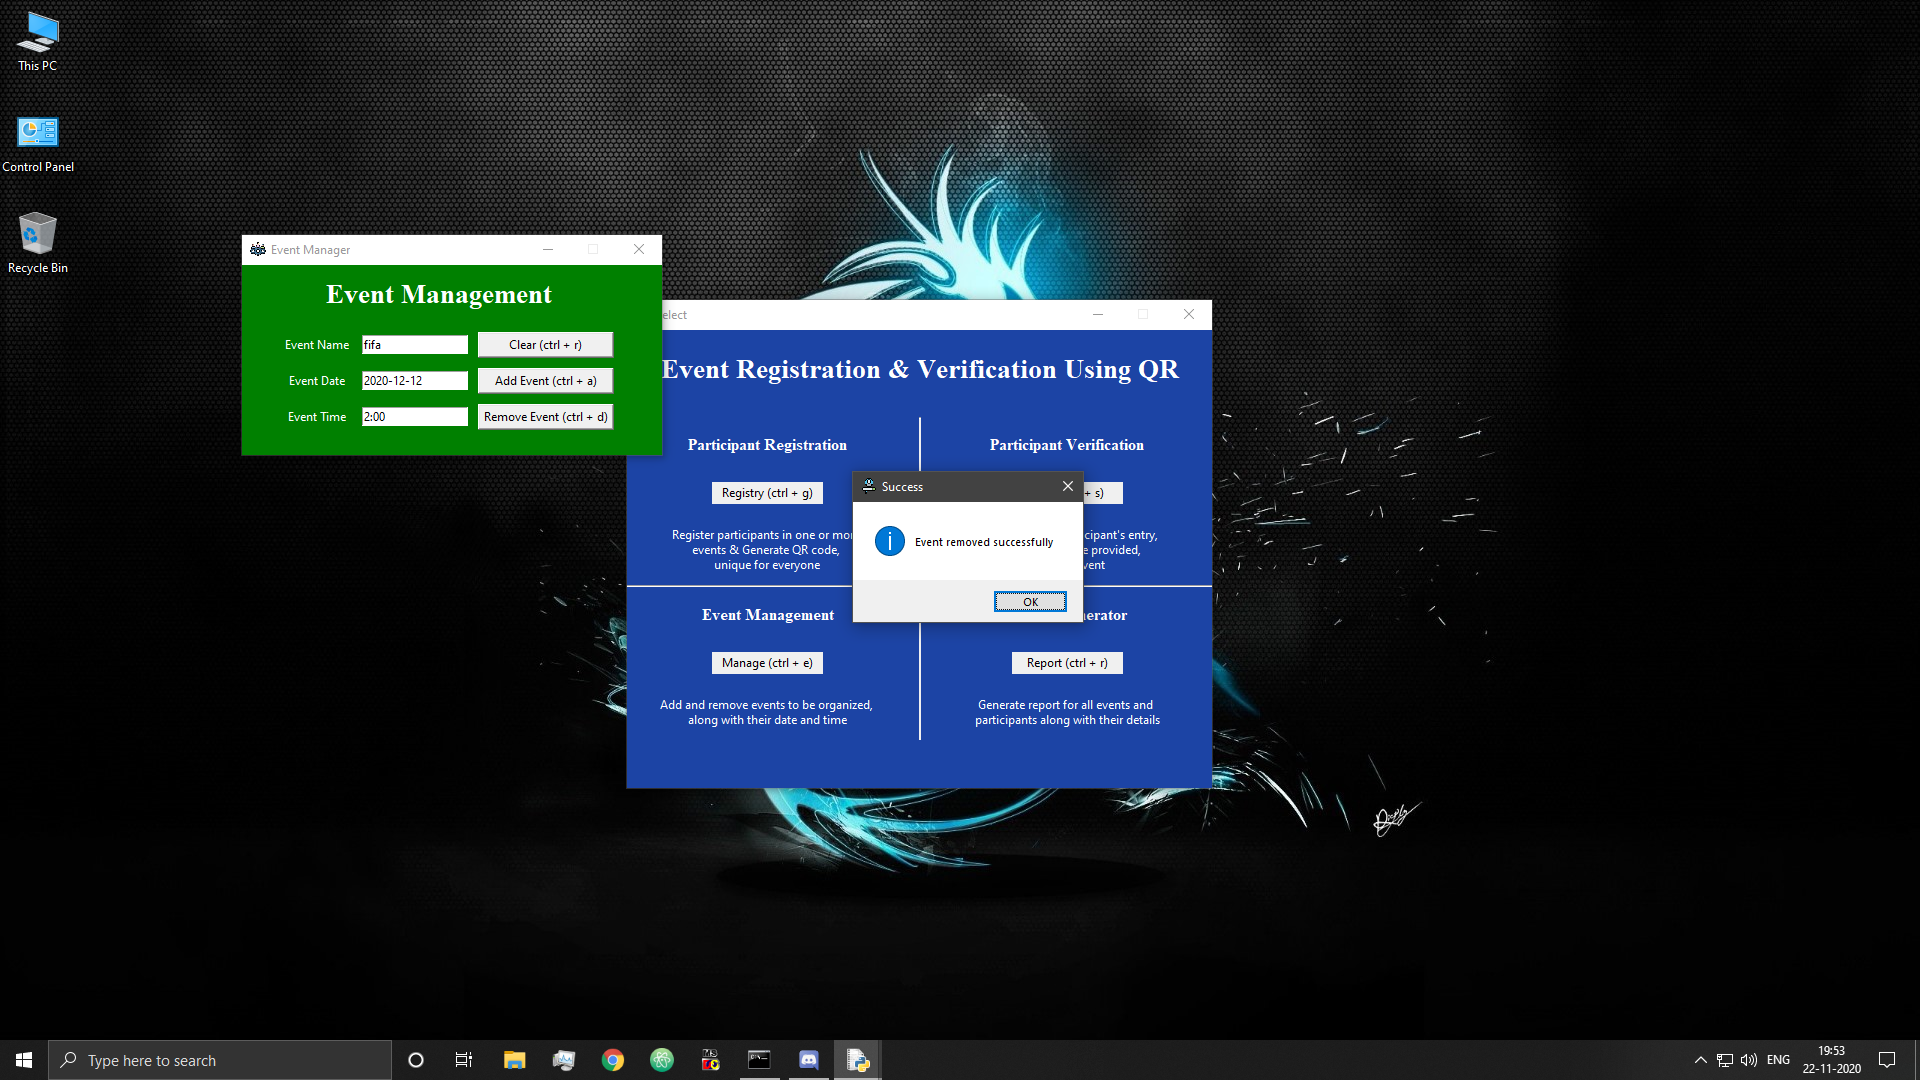 This PC
Control Panel
Recycle Bin
Event Manager
Event Management
Event Name
fifa
Clear (ctrl + r)
Event Date
2020-12-12
Add Event (ctrl + a)
Event Time
2:00
Remove Event (ctrl + d)
elect
Event Registration & Verification Using QR
Participant Registration
Registry (ctrl + g)
Register participants in one or mor
events & Generate QR code,
unique for everyone
Participant Verification
+ s)
cipant's entry,
e provided,
vent
Success
Event removed successfully
OK
Event Management
Manage (ctrl + e)
Add and remove events to be organized,
along with their date and time
erator
Report (ctrl + r)
Generate report for all events and
participants along with their details
Type here to search
ENG
19:53
22-11-2020